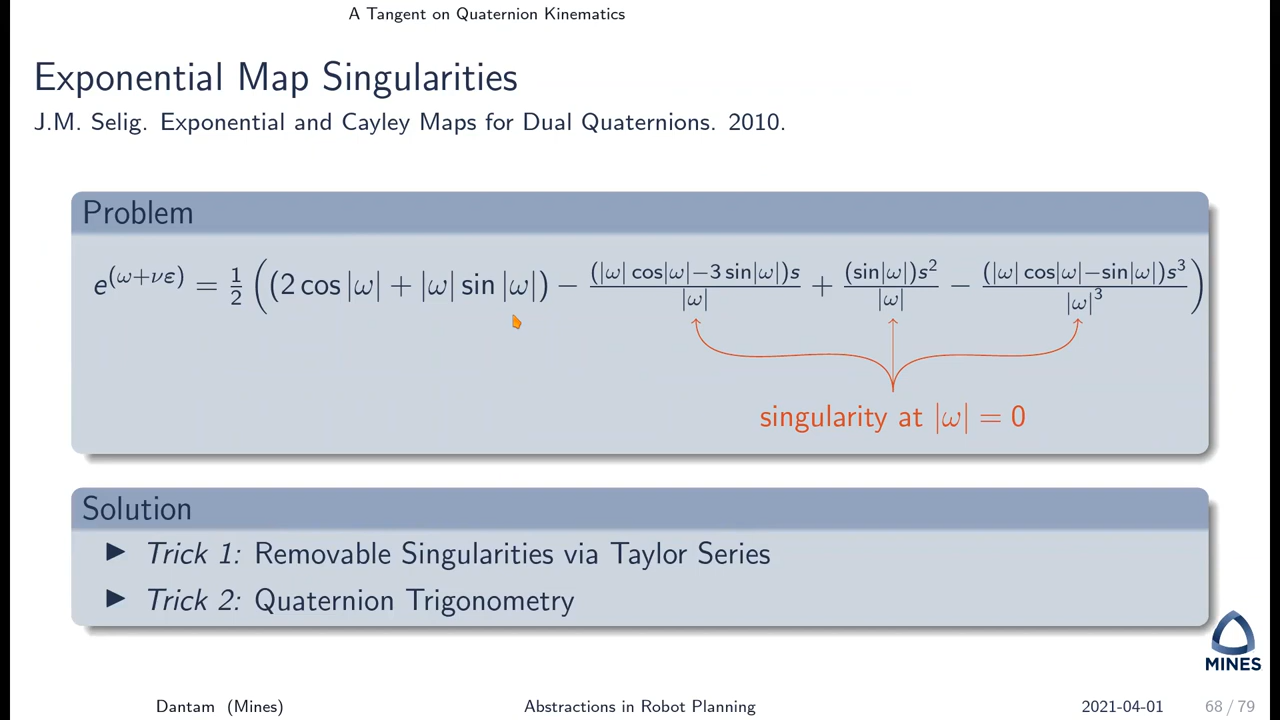 A Tangent on Quaternion Kinematics
Exponential Map Singularities
J.M. Selig. Exponential and Cayley Maps for Dual Quaternions. 2010.
Problem
e^(ω+νε) = 1/2 ((2 cos|ω| + |ω| sin|ω|) − (|ω| cos|ω|−3 sin|ω|)s/|ω| + (sin|ω|)s²/|ω| − (|ω| cos|ω|−sin|ω|)s³/|ω|³)
singularity at |ω| = 0
Solution
▶ Trick 1: Removable Singularities via Taylor Series
▶ Trick 2: Quaternion Trigonometry
MINES
Dantam (Mines) Abstractions in Robot Planning 2021-04-01 68 / 79